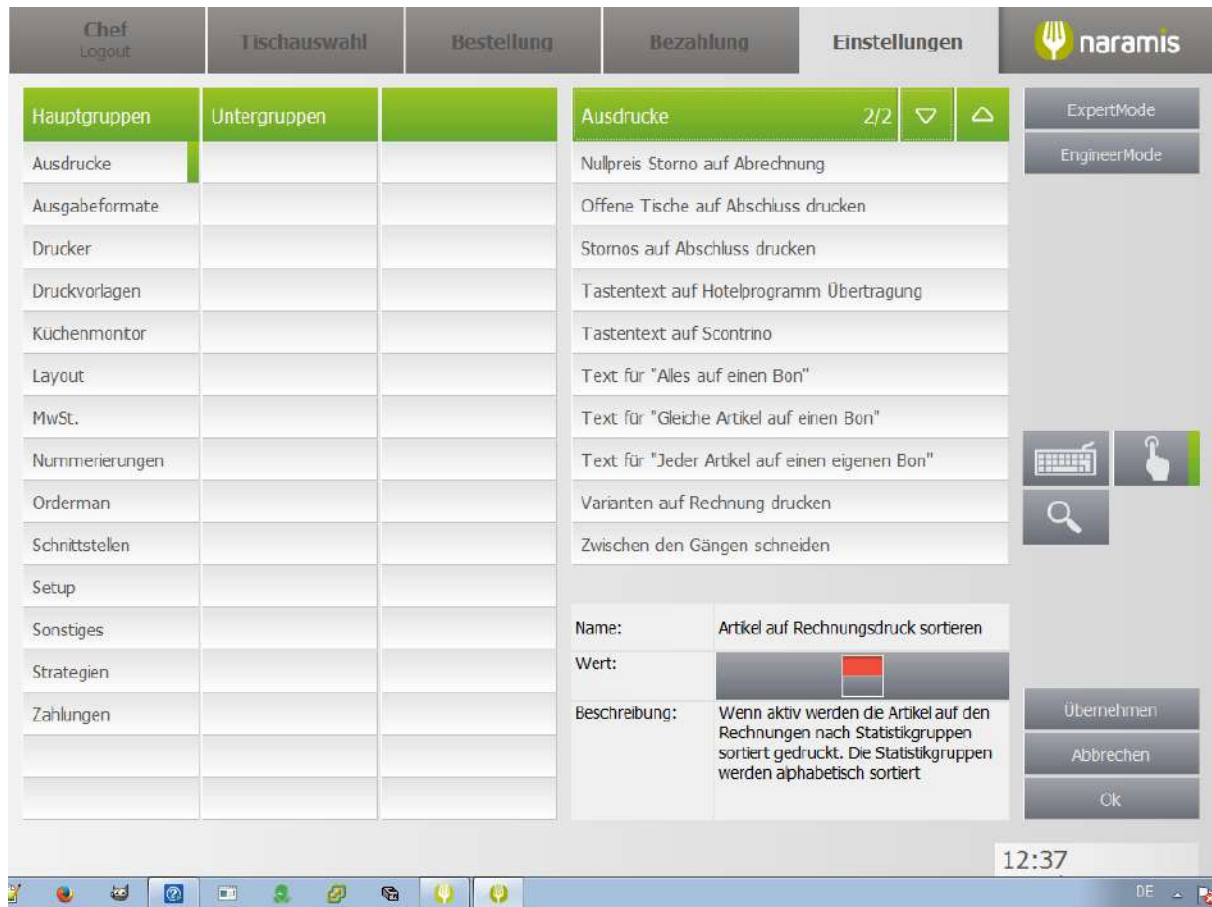 Chef
Logout
Tischauswahl
Bestellung
Bezahlung
Einstellungen
naramis
Hauptgruppen
Untergruppen
Ausdrucke
Ausgabeformate
Drucker
Druckvorlagen
Küchenmonitor
Layout
MwSt.
Nummerierungen
Orderman
Schnittstellen
Setup
Sonstiges
Strategien
Zahlungen
Ausdrucke 2/2
Nullpreis Storno auf Abrechnung
Offene Tische auf Abschluss drucken
Stornos auf Abschluss drucken
Tastentext auf Hotelprogramm Übertragung
Tastentext auf Scontrino
Text für "Alles auf einen Bon"
Text für "Gleiche Artikel auf einen Bon"
Text für "Jeder Artikel auf einen eigenen Bon"
Varianten auf Rechnung drucken
Zwischen den Gängen schneiden
Name: Artikel auf Rechnungsdruck sortieren
Wert:
Beschreibung: Wenn aktiv werden die Artikel auf den
Rechnungen nach Statistikgruppen
sortiert gedruckt. Die Statistikgruppen
werden alphabetisch sortiert
ExpertMode
EngineerMode
Übernehmen
Abbrechen
Ok
12:37
DE